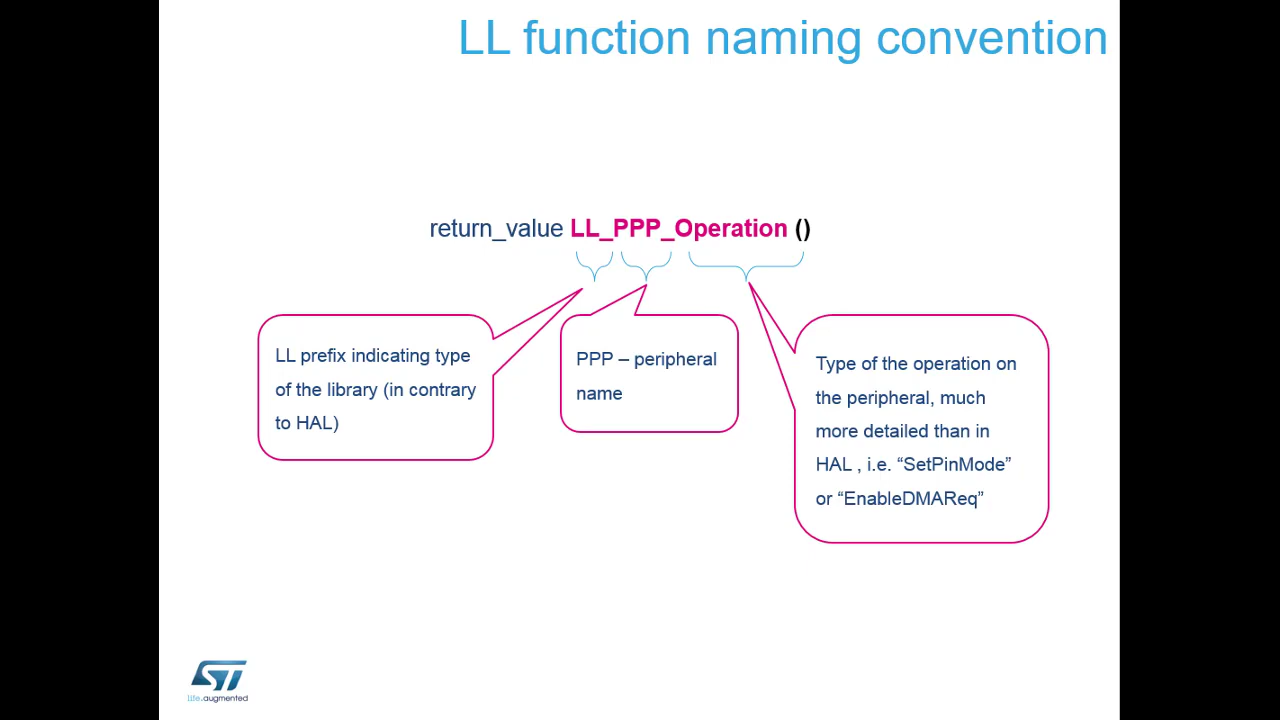 LL function naming convention
return_value LL_PPP_Operation ()
LL prefix indicating type
of the library (in contrary
to HAL)
PPP – peripheral
name
Type of the operation on
the peripheral, much
more detailed than in
HAL , i.e. “SetPinMode”
or “EnableDMAReq”
ST
life.augmented